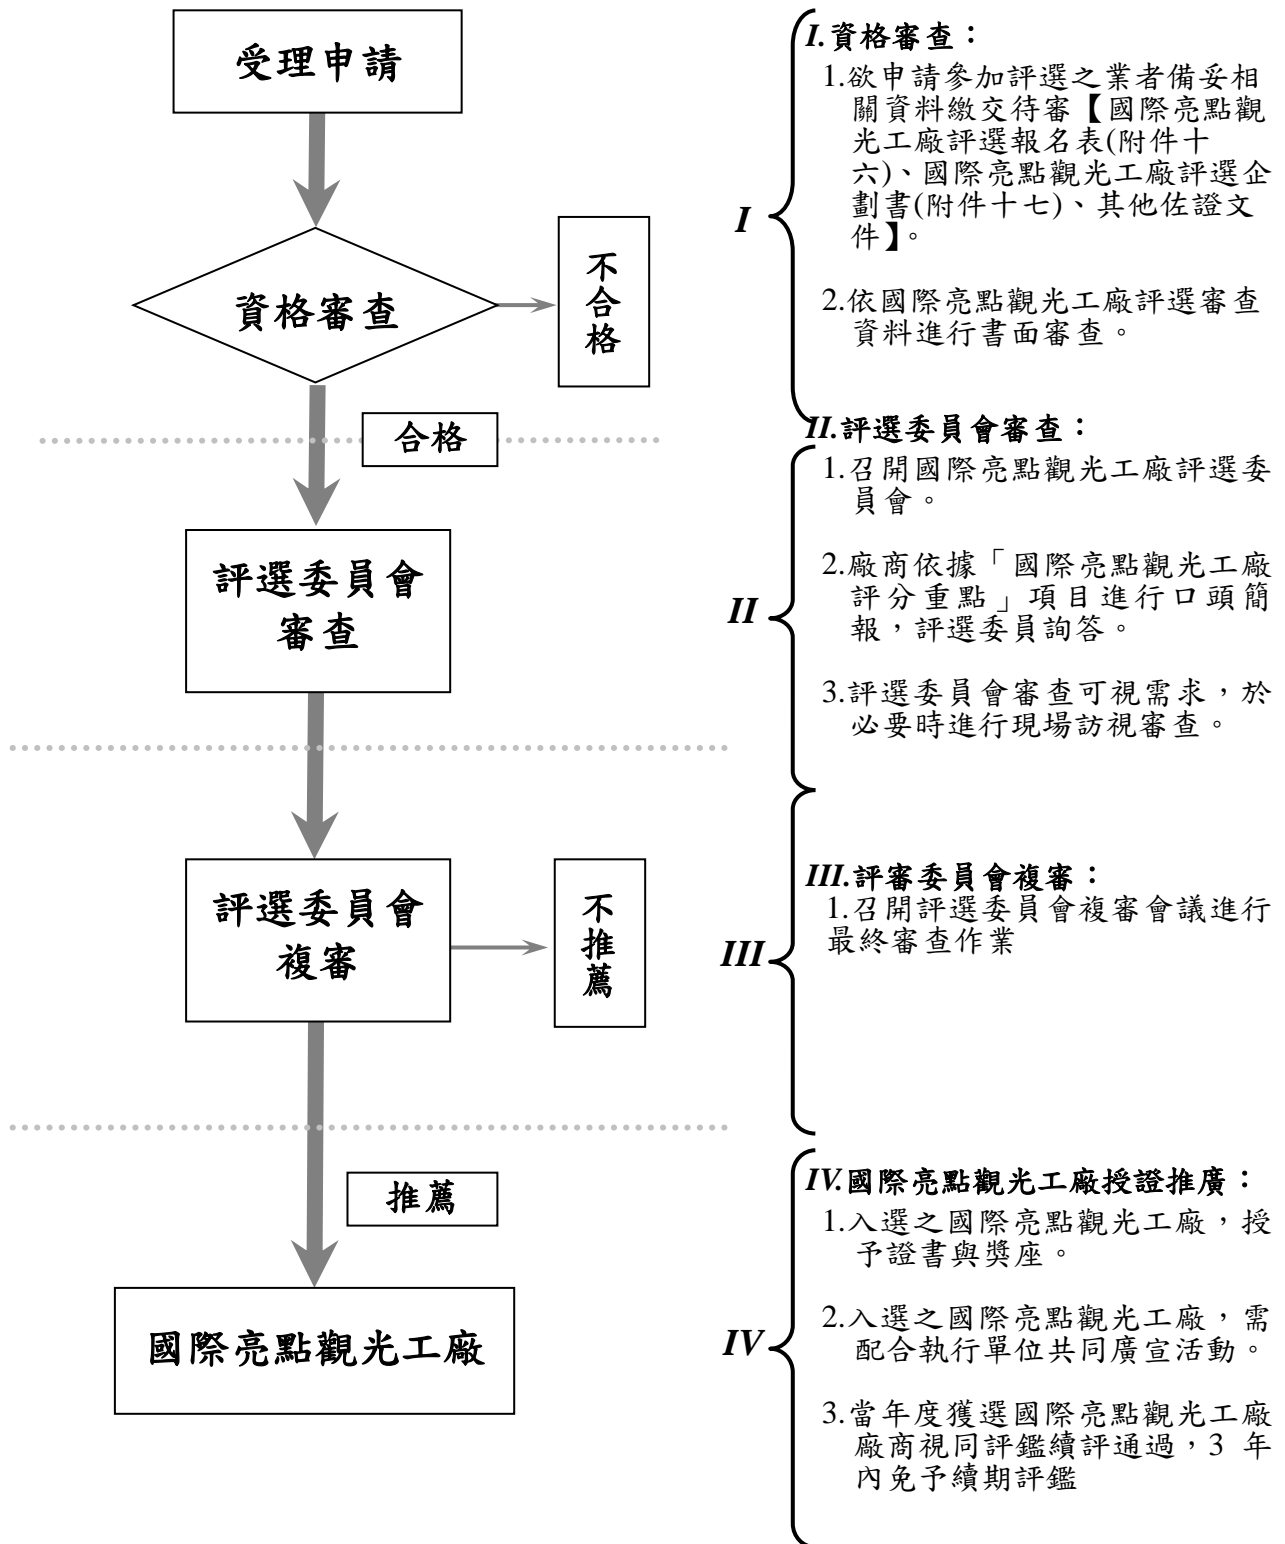 受理申請
資格審查
不
合
格
合格
評選委員會
審查
評選委員會
複審
不
推
薦
推薦
國際亮點觀光工廠
I
I.資格審查：
1.欲申請參加評選之業者備妥相
關資料繳交待審【國際亮點觀
光工廠評選報名表(附件十
六)、國際亮點觀光工廠評選企
劃書(附件十七)、其他佐證文
件】。
2.依國際亮點觀光工廠評選審查
資料進行書面審查。
II
II.評選委員會審查：
1.召開國際亮點觀光工廠評選委
員會。
2.廠商依據「國際亮點觀光工廠
評分重點」項目進行口頭簡
報，評選委員詢答。
3.評選委員會審查可視需求，於
必要時進行現場訪視審查。
III
III.評審委員會複審：
1.召開評選委員會複審會議進行
最終審查作業
IV
IV.國際亮點觀光工廠授證推廣：
1.入選之國際亮點觀光工廠，授
予證書與獎座。
2.入選之國際亮點觀光工廠，需
配合執行單位共同廣宣活動。
3.當年度獲選國際亮點觀光工廠
廠商視同評鑑續評通過，3 年
內免予續期評鑑